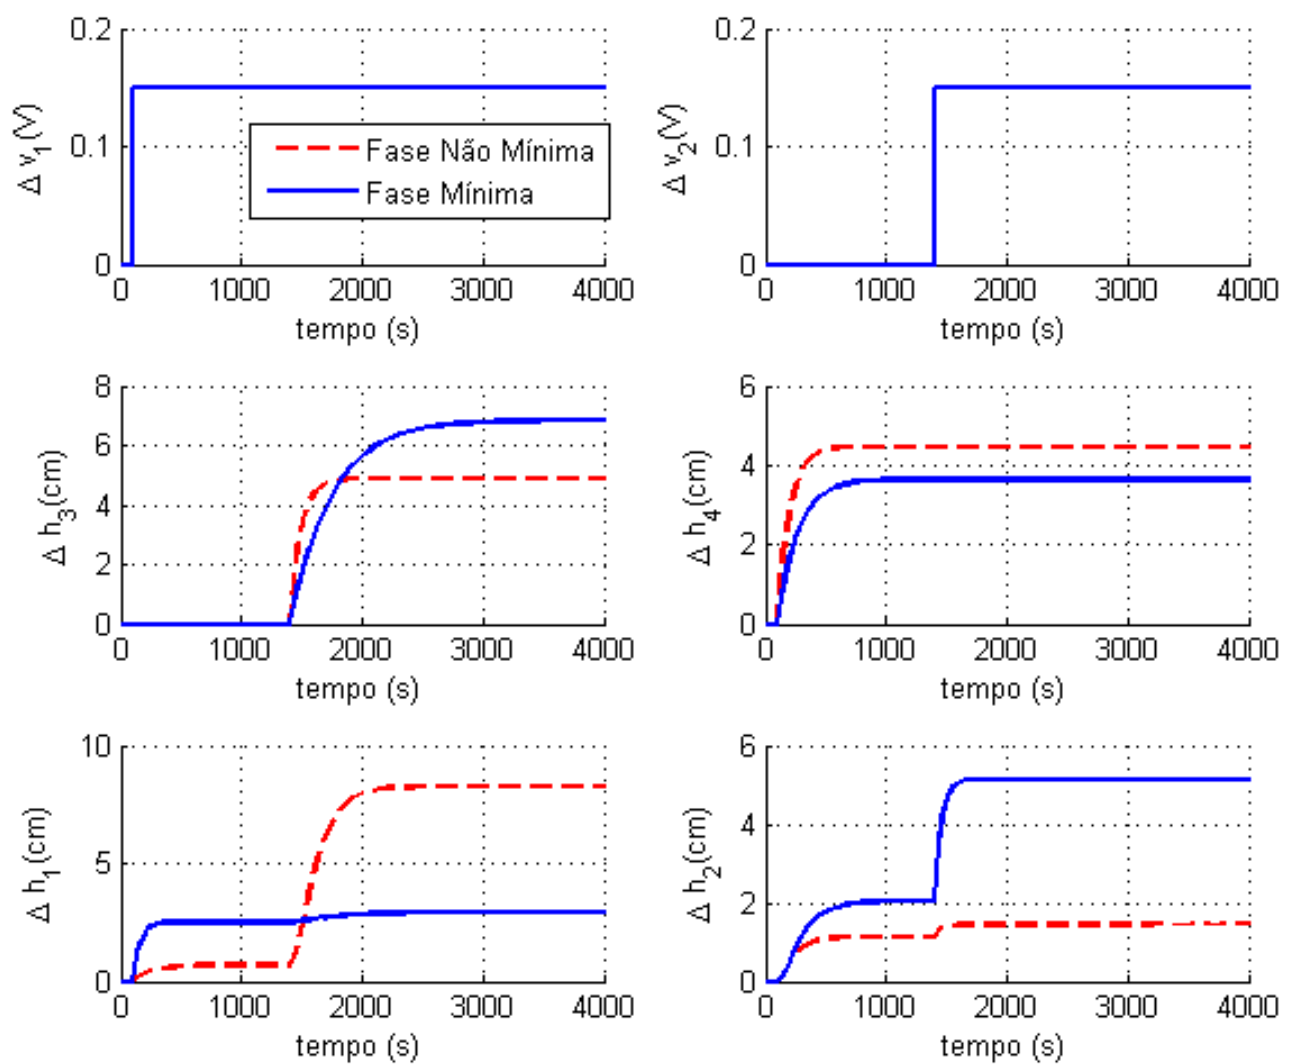 0.2
0.1
0
Δ v1(V)
Fase Não Mínima
Fase Mínima
0 1000 2000 3000 4000
tempo (s)
0.2
0.1
0
Δ v2(V)
0 1000 2000 3000 4000
tempo (s)
8
6
4
2
0
Δ h3(cm)
0 1000 2000 3000 4000
tempo (s)
6
4
2
0
Δ h4(cm)
0 1000 2000 3000 4000
tempo (s)
10
5
0
Δ h1(cm)
0 1000 2000 3000 4000
tempo (s)
6
4
2
0
Δ h2(cm)
0 1000 2000 3000 4000
tempo (s)